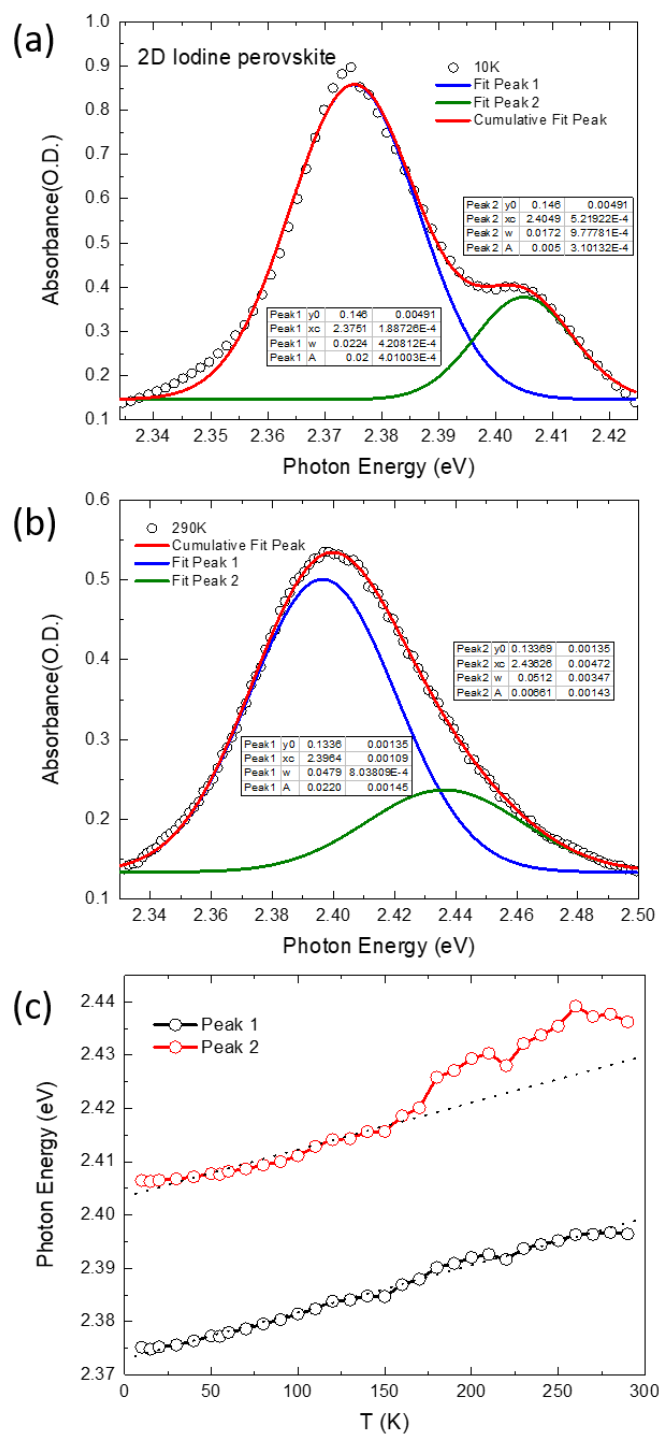 (a)
2D Iodine perovskite
10K
Fit Peak 1
Fit Peak 2
Cumulative Fit Peak
Peak2 y0 0.146 0.00491
Peak2 xc 2.4049 5.21922E-4
Peak2 w 0.0172 9.77781E-4
Peak2 A 0.005 3.10132E-4
Peak1 y0 0.146 0.00491
Peak1 xc 2.3751 1.88726E-4
Peak1 w 0.0224 4.20812E-4
Peak1 A 0.02 4.01003E-4
Absorbance(O.D.)
1.0
0.9
0.8
0.7
0.6
0.5
0.4
0.3
0.2
0.1
2.34 2.35 2.36 2.37 2.38 2.39 2.40 2.41 2.42
Photon Energy (eV)
(b)
290K
Cumulative Fit Peak
Fit Peak 1
Fit Peak 2
Peak2 y0 0.13369 0.00135
Peak2 xc 2.43626 0.00472
Peak2 w 0.0512 0.00347
Peak2 A 0.00661 0.00143
Peak1 y0 0.1336 0.00135
Peak1 xc 2.3964 0.00109
Peak1 w 0.0479 8.03809E-4
Peak1 A 0.0220 0.00145
Absorbance(O.D.)
0.6
0.5
0.4
0.3
0.2
0.1
2.34 2.36 2.38 2.40 2.42 2.44 2.46 2.48 2.50
Photon Energy (eV)
(c)
Peak 1
Peak 2
Photon Energy (eV)
2.44
2.43
2.42
2.41
2.40
2.39
2.38
2.37
0 50 100 150 200 250 300
T (K)